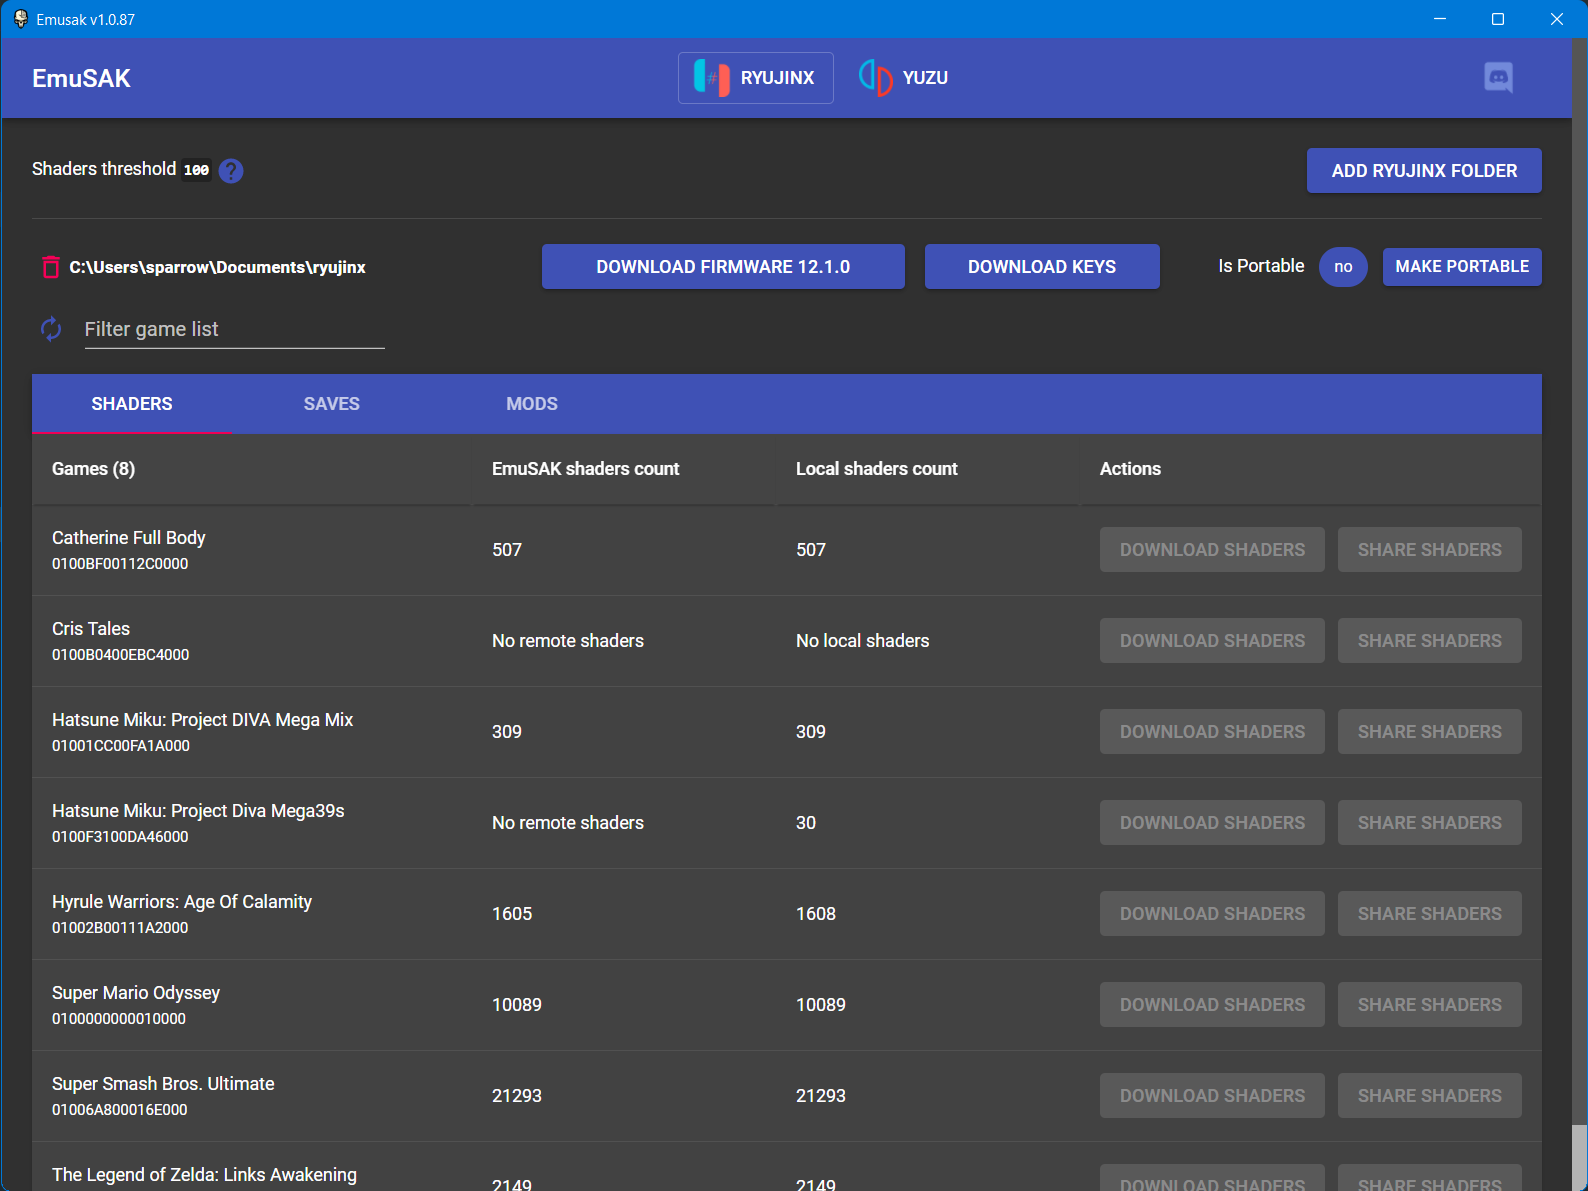 Emusak v1.0.87
EmuSAK
RYUJINX
YUZU
Shaders threshold 100 ?
ADD RYUJINX FOLDER
C:\Users\sparrow\Documents\ryujinx
DOWNLOAD FIRMWARE 12.1.0
DOWNLOAD KEYS
Is Portable
no
MAKE PORTABLE
Filter game list
SHADERS
SAVES
MODS
Games (8)
EmuSAK shaders count
Local shaders count
Actions
Catherine Full Body
0100BF00112C0000
507
507
DOWNLOAD SHADERS
SHARE SHADERS
Cris Tales
0100B0400EBC4000
No remote shaders
No local shaders
DOWNLOAD SHADERS
SHARE SHADERS
Hatsune Miku: Project DIVA Mega Mix
01001CC00FA1A000
309
309
DOWNLOAD SHADERS
SHARE SHADERS
Hatsune Miku: Project Diva Mega39s
0100F3100DA46000
No remote shaders
30
DOWNLOAD SHADERS
SHARE SHADERS
Hyrule Warriors: Age Of Calamity
01002B00111A2000
1605
1608
DOWNLOAD SHADERS
SHARE SHADERS
Super Mario Odyssey
0100000000010000
10089
10089
DOWNLOAD SHADERS
SHARE SHADERS
Super Smash Bros. Ultimate
01006A800016E000
21293
21293
DOWNLOAD SHADERS
SHARE SHADERS
The Legend of Zelda: Links Awakening
2149
2149
DOWNLOAD SHADERS
SHARE SHADERS